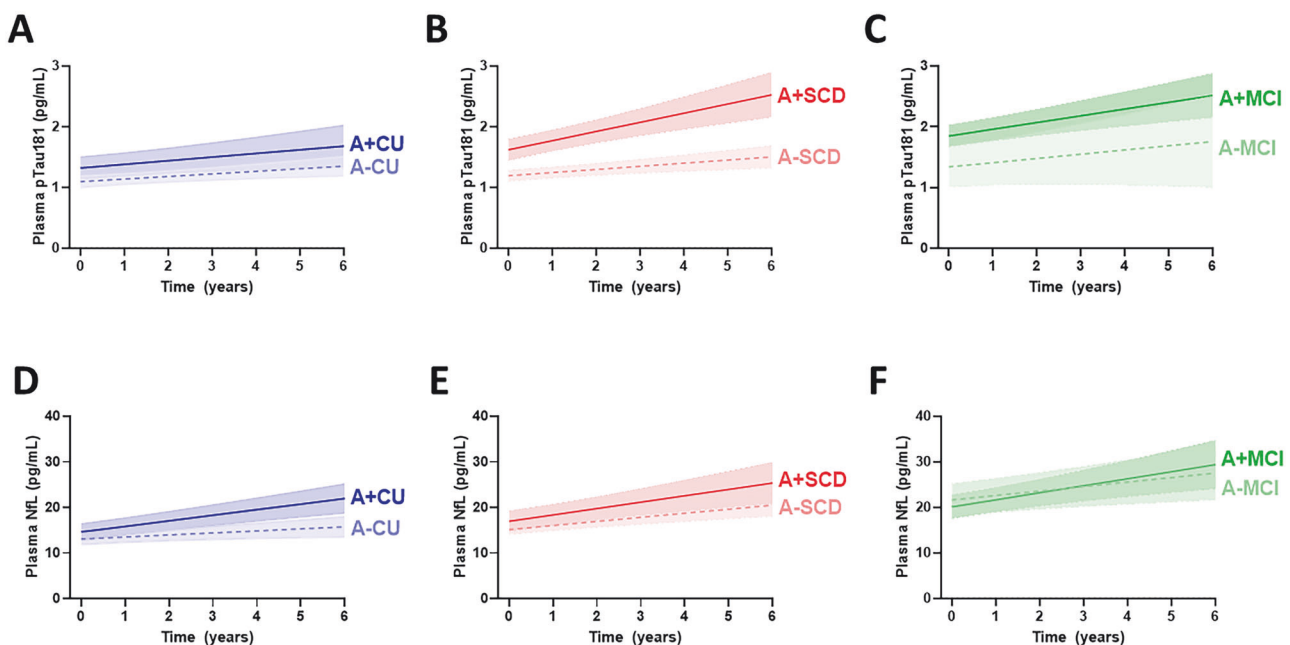 A
Plasma pTau181 (pg/mL)
3
2
1
0
0 1 2 3 4 5 6
Time (years)
A+CU
A-CU
B
Plasma pTau181 (pg/mL)
3
2
1
0
0 1 2 3 4 5 6
Time (years)
A+SCD
A-SCD
C
Plasma pTau181 (pg/mL)
3
2
1
0
0 1 2 3 4 5 6
Time (years)
A+MCI
A-MCI
D
Plasma NfL (pg/mL)
40
30
20
10
0
0 1 2 3 4 5 6
Time (years)
A+CU
A-CU
E
Plasma NfL (pg/mL)
40
30
20
10
0
0 1 2 3 4 5 6
Time (years)
A+SCD
A-SCD
F
Plasma NfL (pg/mL)
40
30
20
10
0
0 1 2 3 4 5 6
Time (years)
A+MCI
A-MCI